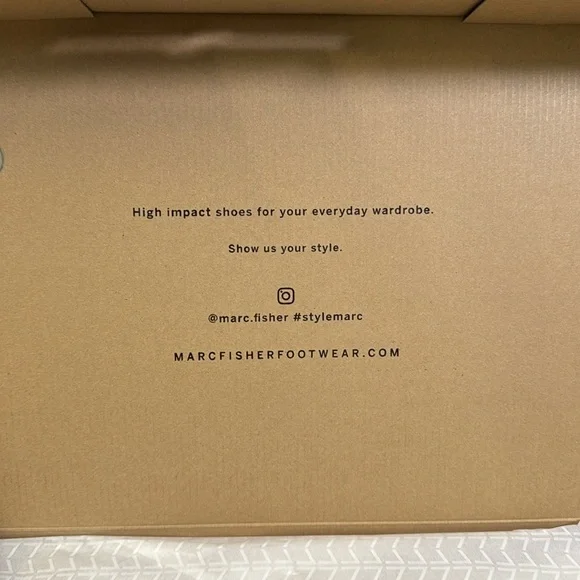 High impact shoes for your everyday wardrobe.
Show us your style.
@marc.fisher #stylemarc
MARCFISHERFOOTWEAR.COM